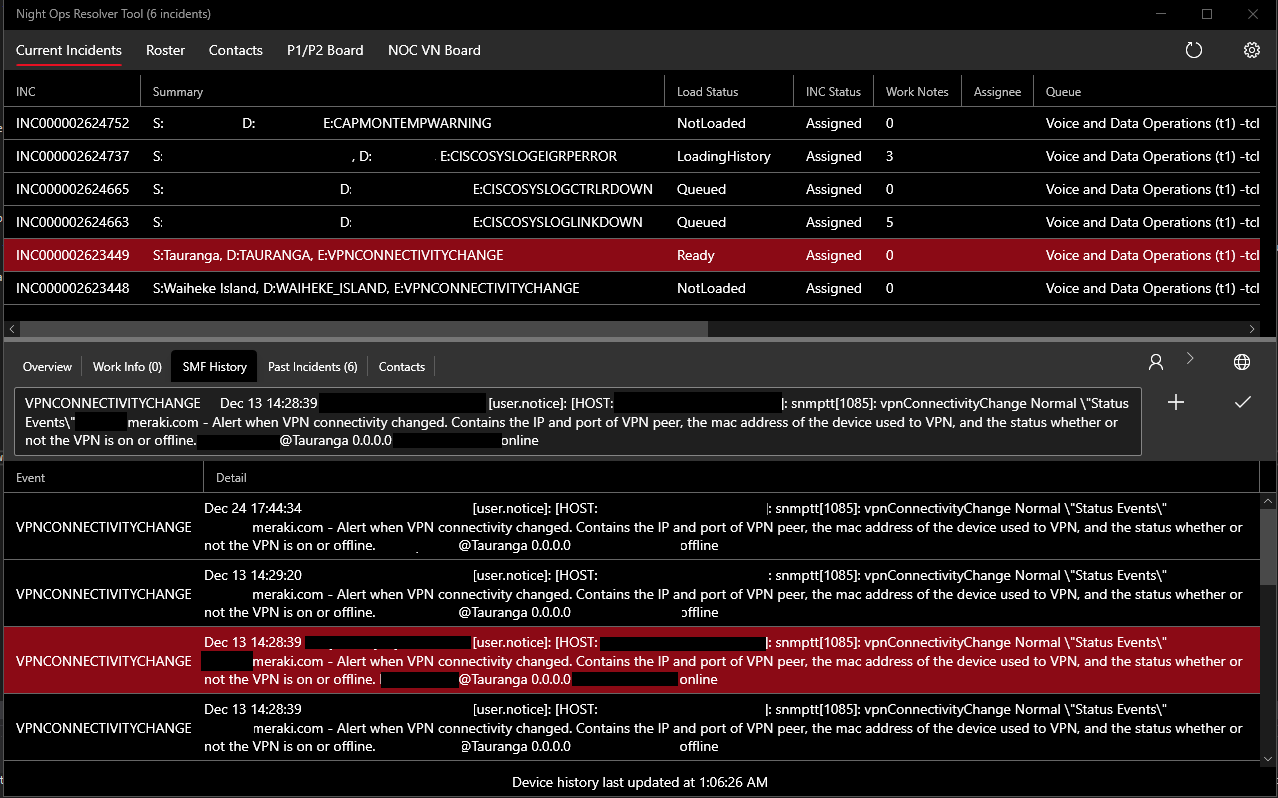 Night Ops Resolver Tool (6 incidents)
Current Incidents Roster Contacts P1/P2 Board NOC VN Board
INC Summary Load Status INC Status Work Notes Assignee Queue
INC000002624752 S: D: E:CAPMONTEMPWARNING NotLoaded Assigned 0 Voice and Data Operations (t1) -tcl
INC000002624737 S: , D: E:CISCOSYSLOGEIGRPERROR LoadingHistory Assigned 3 Voice and Data Operations (t1) -tcl
INC000002624665 S: D: E:CISCOSYSLOGCTRLRDOWN Queued Assigned 0 Voice and Data Operations (t1) -tcl
INC000002624663 S: D: E:CISCOSYSLOGLINKDOWN Queued Assigned 5 Voice and Data Operations (t1) -tcl
INC000002623449 S:Tauranga, D:TAURANGA, E:VPNCONNECTIVITYCHANGE Ready Assigned 0 Voice and Data Operations (t1) -tcl
INC000002623448 S:Waiheke Island, D:WAIHEKE_ISLAND, E:VPNCONNECTIVITYCHANGE NotLoaded Assigned 0 Voice and Data Operations (t1) -tcl
Overview Work Info (0) SMF History Past Incidents (6) Contacts
VPNCONNECTIVITYCHANGE Dec 13 14:28:39 [user.notice]: [HOST: ]: snmptt[1085]: vpnConnectivityChange Normal \"Status
Events\" meraki.com - Alert when VPN connectivity changed. Contains the IP and port of VPN peer, the mac address of the device used to VPN, and the status whether or
not the VPN is on or offline. @Tauranga 0.0.0.0 online
Event Detail
VPNCONNECTIVITYCHANGE
Dec 24 17:44:34 [user.notice]: [HOST: ]: snmptt[1085]: vpnConnectivityChange Normal \"Status Events\"
meraki.com - Alert when VPN connectivity changed. Contains the IP and port of VPN peer, the mac address of the device used to VPN, and the status whether or
not the VPN is on or offline. @Tauranga 0.0.0.0 offline
VPNCONNECTIVITYCHANGE
Dec 13 14:29:20 [user.notice]: [HOST: : snmptt[1085]: vpnConnectivityChange Normal \"Status Events\"
meraki.com - Alert when VPN connectivity changed. Contains the IP and port of VPN peer, the mac address of the device used to VPN, and the status whether or
not the VPN is on or offline. @Tauranga 0.0.0.0 offline
VPNCONNECTIVITYCHANGE
Dec 13 14:28:39 [user.notice]: [HOST: ]: snmptt[1085]: vpnConnectivityChange Normal \"Status Events\"
meraki.com - Alert when VPN connectivity changed. Contains the IP and port of VPN peer, the mac address of the device used to VPN, and the status whether or
not the VPN is on or offline. @Tauranga 0.0.0.0 online
VPNCONNECTIVITYCHANGE
Dec 13 14:28:39 [user.notice]: [HOST: ]: snmptt[1085]: vpnConnectivityChange Normal \"Status Events\"
meraki.com - Alert when VPN connectivity changed. Contains the IP and port of VPN peer, the mac address of the device used to VPN, and the status whether or
not the VPN is on or offline. @Tauranga 0.0.0.0 offline
Device history last updated at 1:06:26 AM